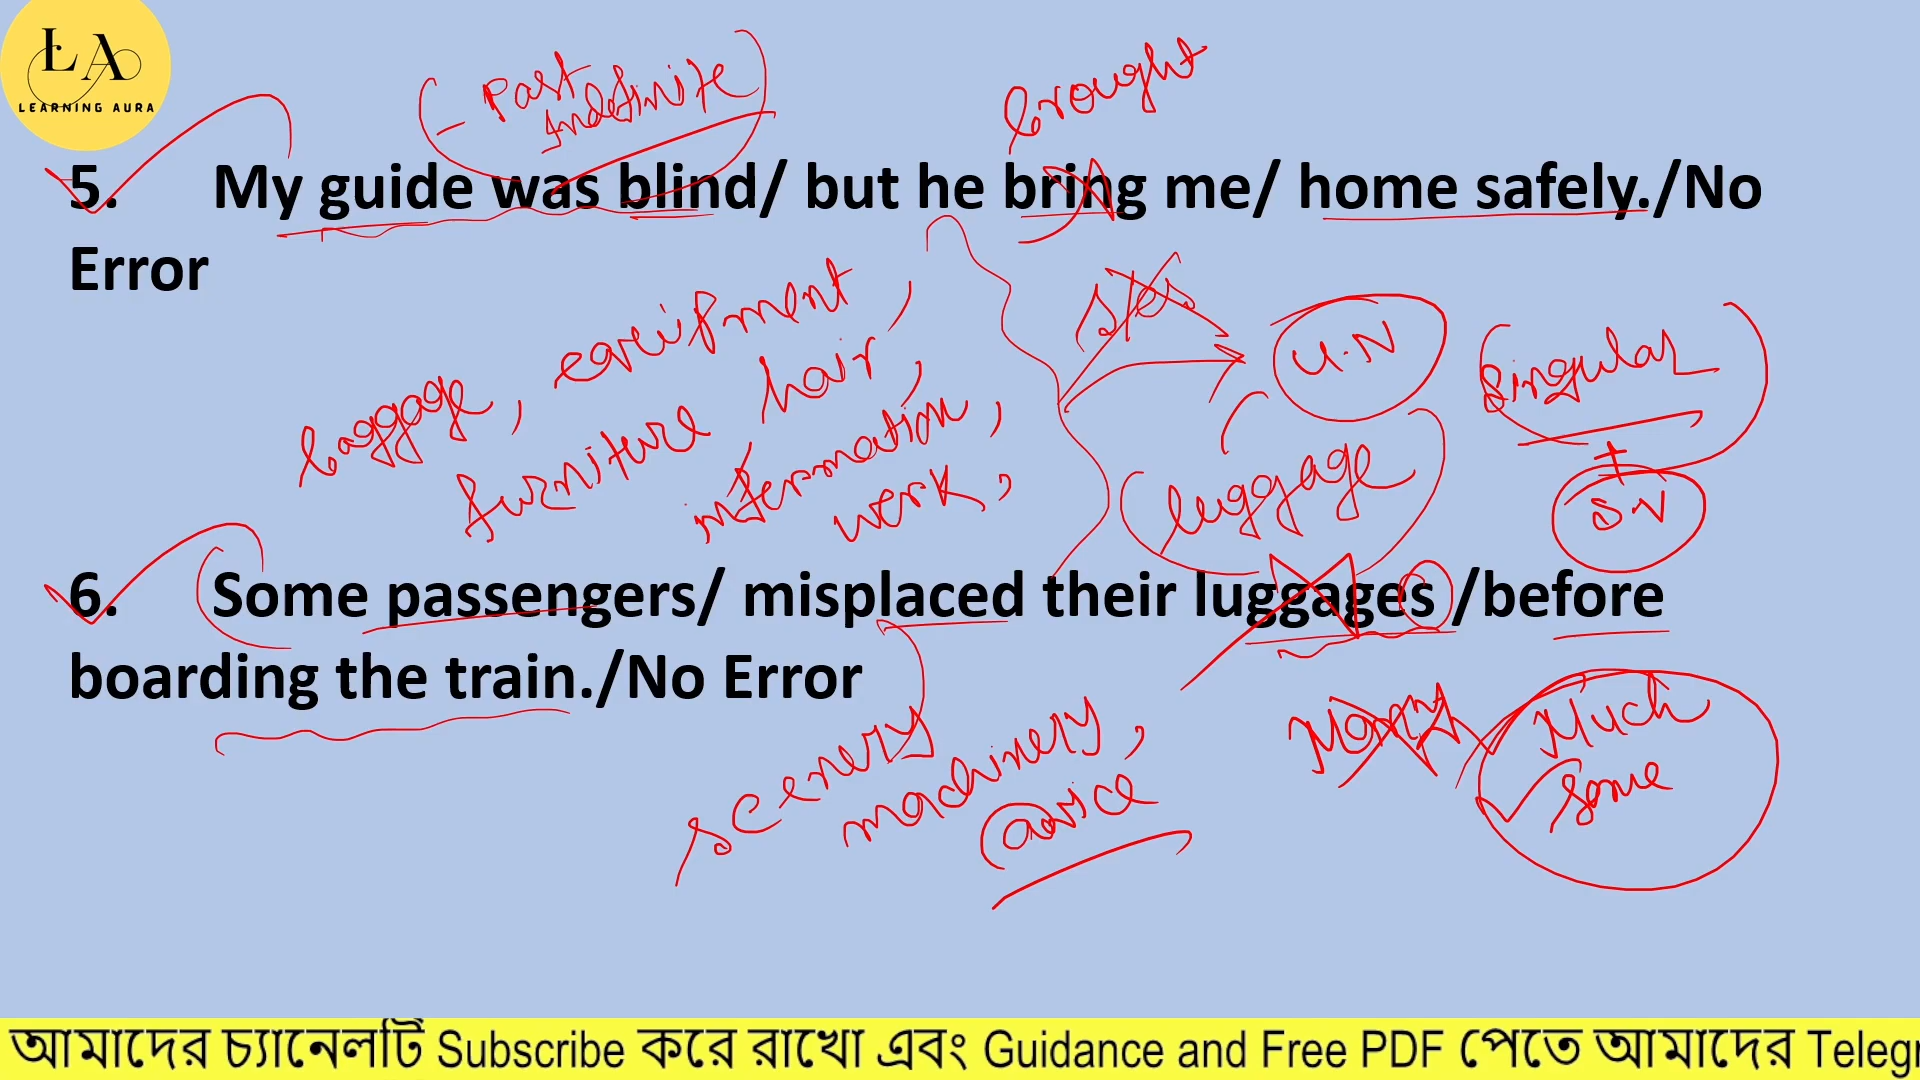 LA
LEARNING AURA
- Past
Indefinite
brought
5. My guide was blind/ but he bring me/ home safely./No
Error
s/es
luggage, equipment,
furniture, hair,
information,
work,
U.N
Singular
+
S.V
luggage
6. Some passengers/ misplaced their luggages /before
boarding the train./No Error
scenery
machinery,
advice
Many
Much
Some
আমাদের চ্যানেলটি Subscribe করে রাখো এবং Guidance and Free PDF পেতে আমাদের Telegr